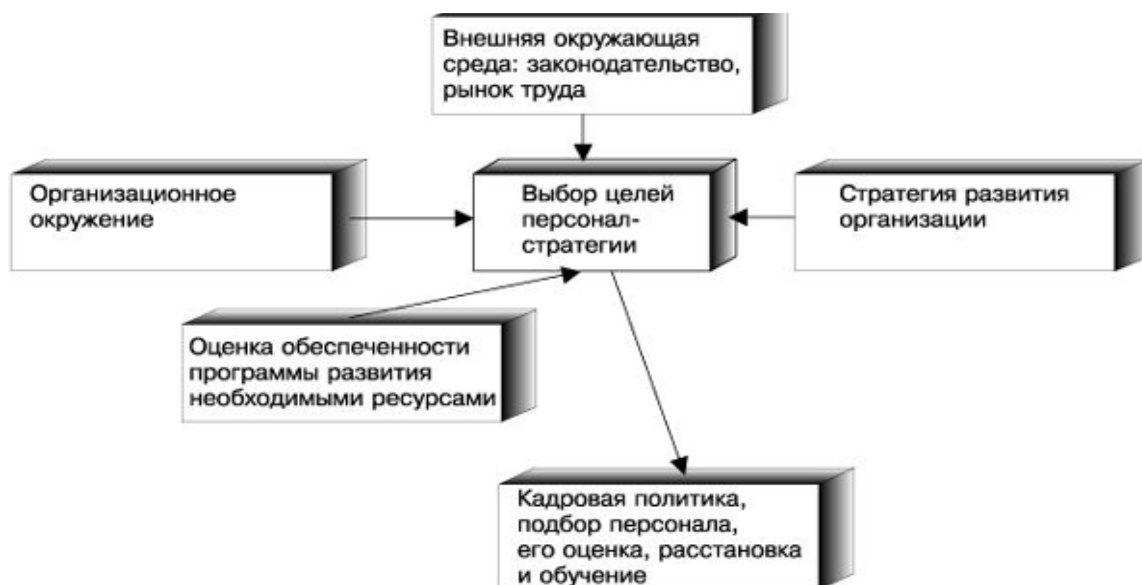 Внешняя окружающая
среда: законодательство,
рынок труда
Организационное
окружение
Выбор целей
персонал-
стратегии
Стратегия развития
организации
Оценка обеспеченности
программы развития
необходимыми ресурсами
Кадровая политика,
подбор персонала,
его оценка, расстановка
и обучение